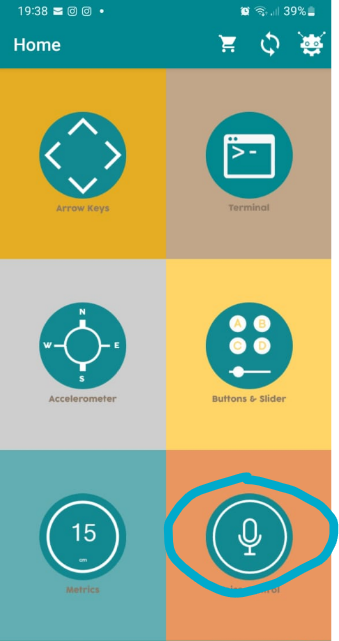 19:38 39%
Home
Arrow Keys
>-
Terminal
N
W E
S
Accelerometer
A B
C D
Buttons & Slider
15
cm
Metrics